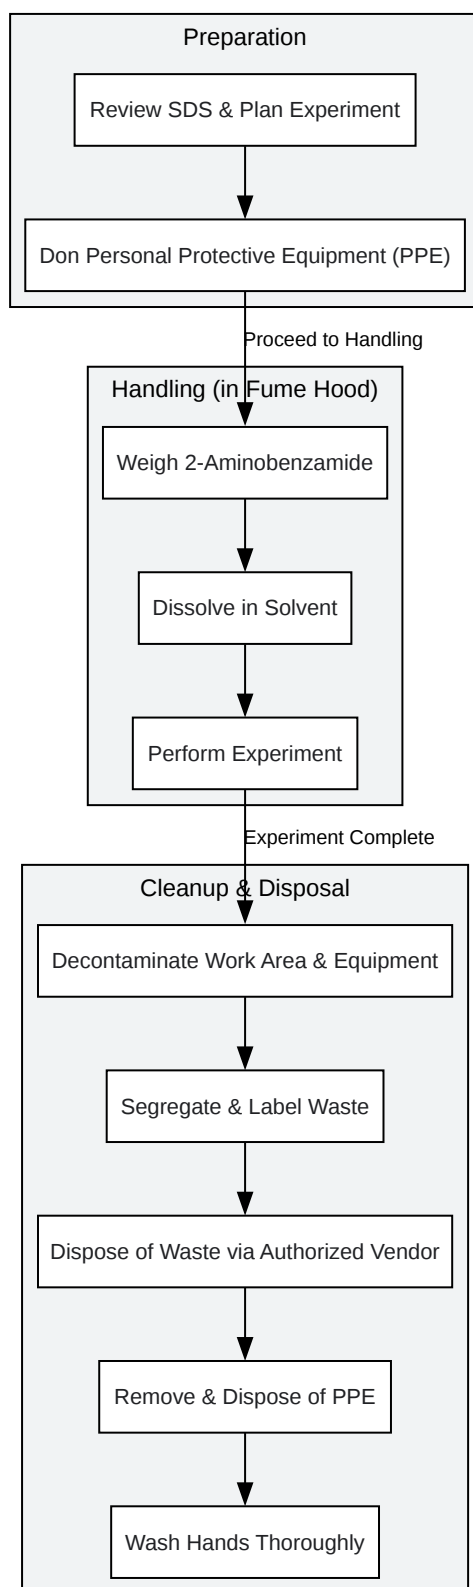 Preparation
Review SDS & Plan Experiment
Don Personal Protective Equipment (PPE)
Proceed to Handling
Handling (in Fume Hood)
Weigh 2-Aminobenzamide
Dissolve in Solvent
Perform Experiment
Experiment Complete
Cleanup & Disposal
Decontaminate Work Area & Equipment
Segregate & Label Waste
Dispose of Waste via Authorized Vendor
Remove & Dispose of PPE
Wash Hands Thoroughly